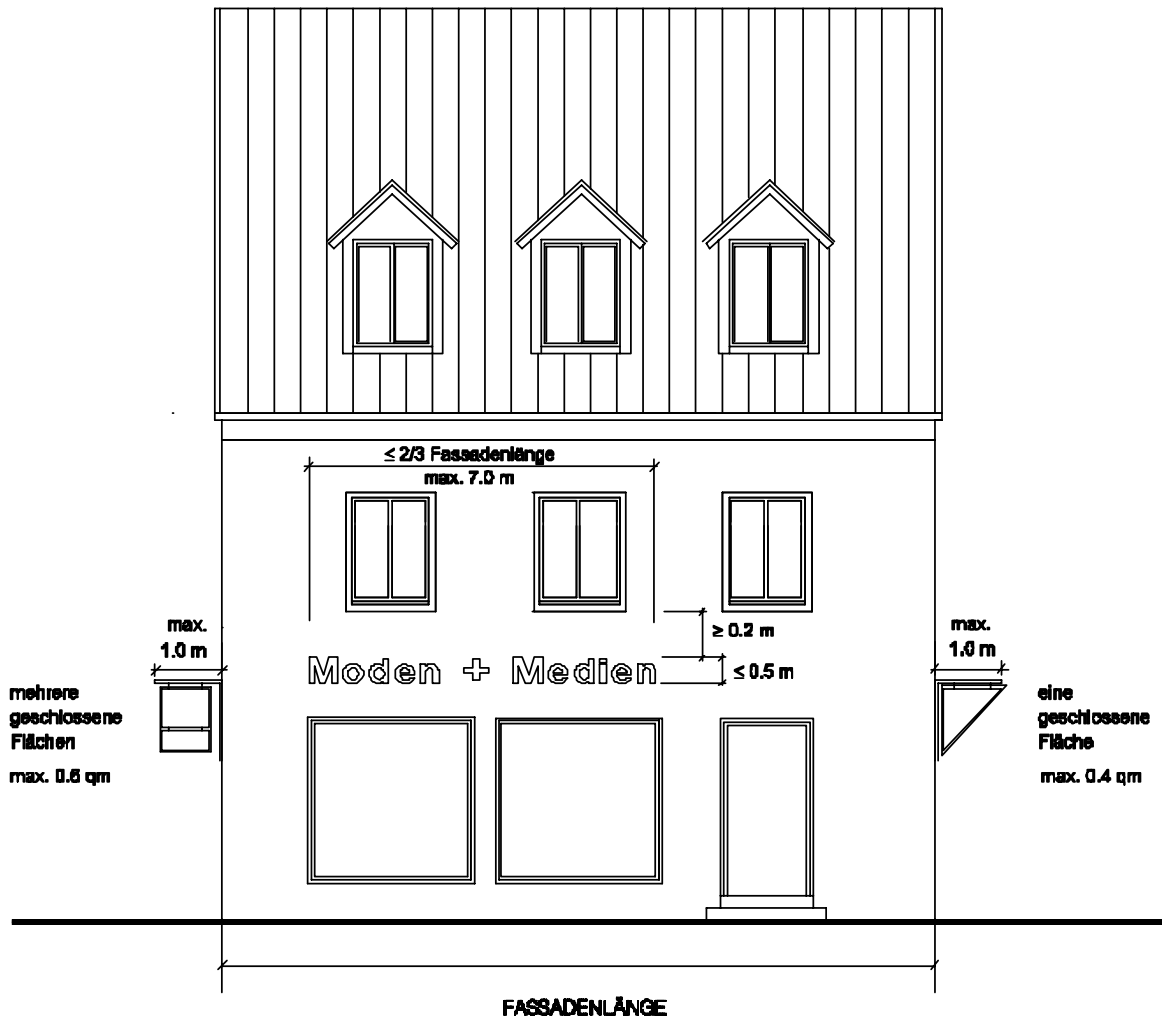 ≤ 2/3 Fassadenlänge
max. 7.0 m
≥ 0.2 m
≤ 0.5 m
Moden + Medien
max.
1.0 m
mehrere
geschlossene
Flächen
max. 0.6 qm
max.
1.0 m
eine
geschlossene
Fläche
max. 0.4 qm
FASSADENLÄNGE